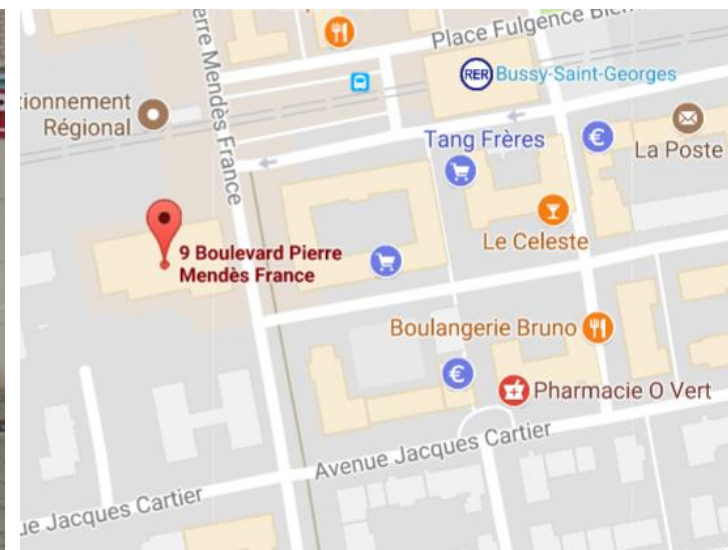 Place Fulgence
erre Mendès France
RER Bussy-Saint-Georges
tionnement
Régional
Tang Frères
La Poste
Le Celeste
9 Boulevard Pierre
Mendès France
Boulangerie Bruno
Pharmacie O Vert
Avenue Jacques Cartier
ue Jacques Cartier